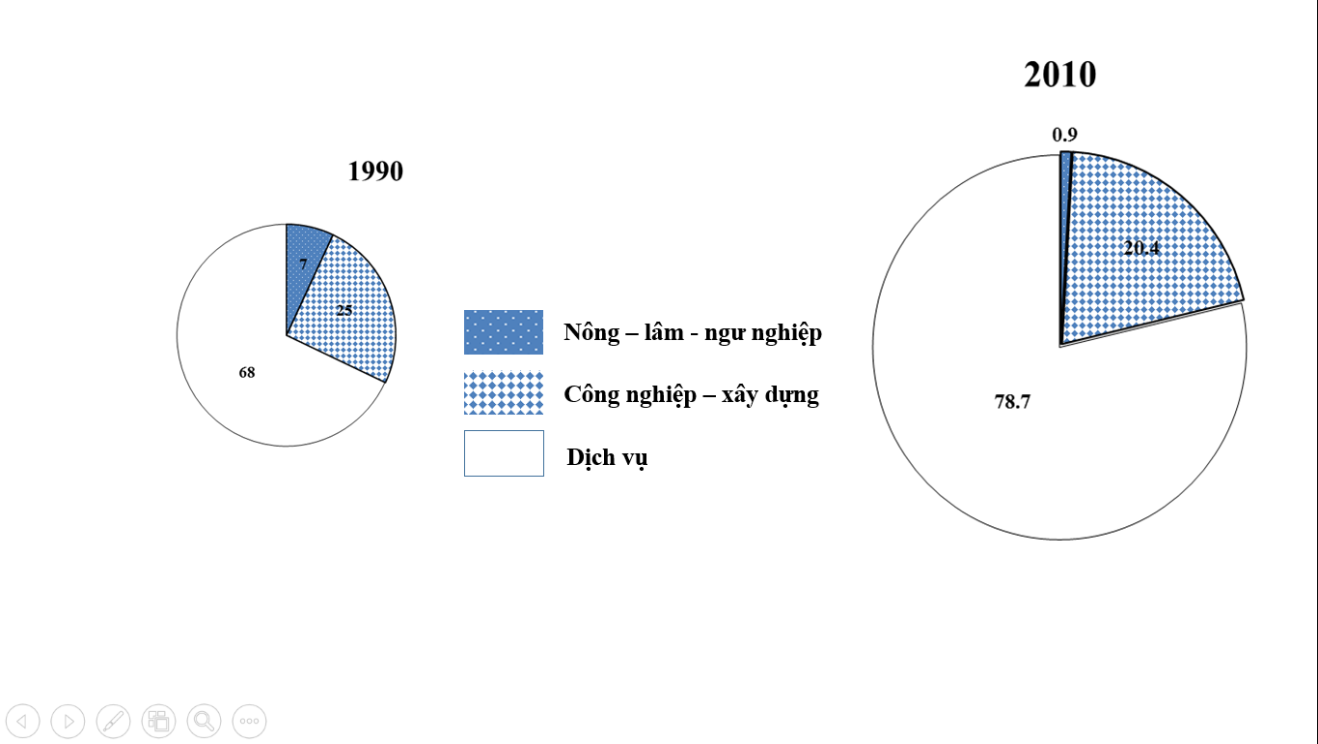 2010
0.9
1990
7
20.4
25
Nông – lâm - ngư nghiệp
68
Công nghiệp – xây dựng
78.7
Dịch vụ